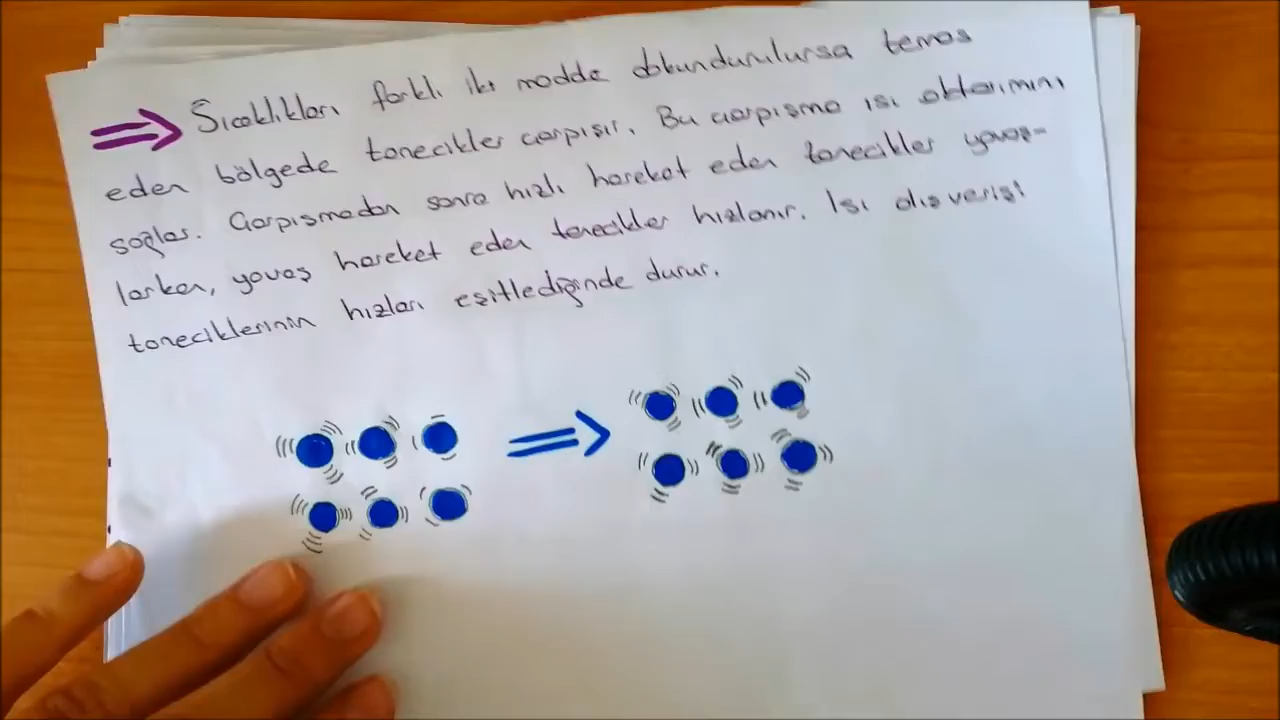 Sıcaklıkları farklı iki madde dokundurulursa temas
eden bölgede tanecikler çarpışır. Bu çarpışma ısı aktarımını
sağlar. Çarpışmadan sonra hızlı hareket eden tanecikler yavaş-
larken, yavaş hareket eden tanecikler hızlanır. Isı alışverişi
taneciklerinin hızları eşitlediğinde durur.